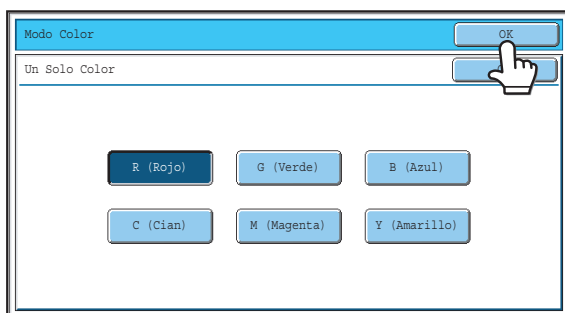 Modo Color OK
Un Solo Color
R (Rojo) G (Verde) B (Azul)
C (Cian) M (Magenta) Y (Amarillo)